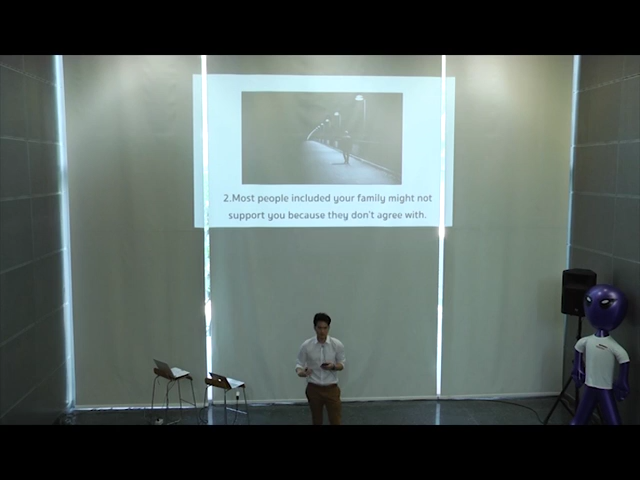 2.Most people included your family might not
support you because they don't agree with.